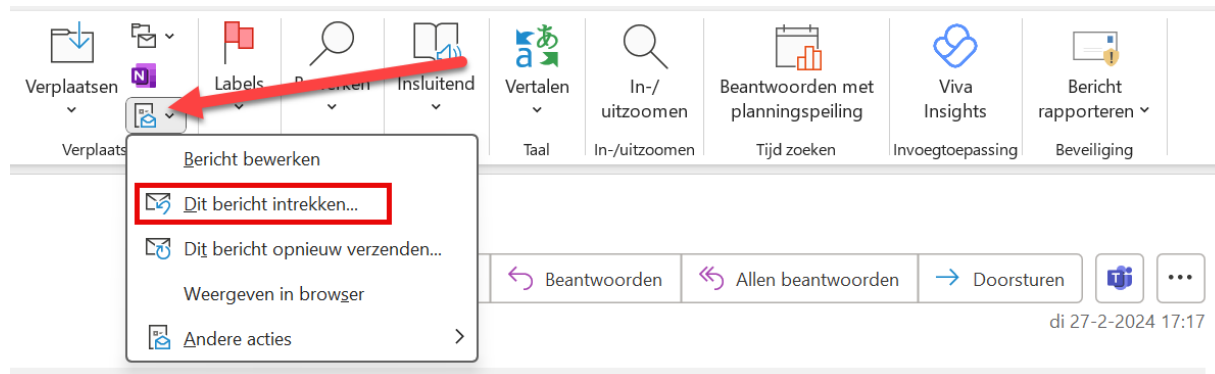 Verplaatsen
Labels
Insluitend
Vertalen
In-/
uitzoomen
Beantwoorden met
planningspeiling
Viva
Insights
Bericht
rapporteren
Taal
In-/uitzoomen
Tijd zoeken
Invoegtoepassing
Beveiliging
Bericht bewerken
Dit bericht intrekken...
Dit bericht opnieuw verzenden...
Weergeven in browser
Andere acties
Beantwoorden
Allen beantwoorden
Doorsturen
di 27-2-2024 17:17